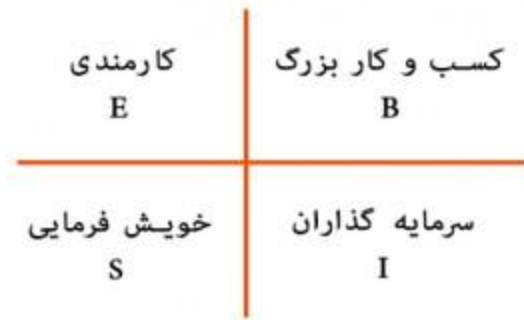 کارمندی
E
کسب و کار بزرگ
B
خویش فرمایی
S
سرمایه گذاران
I